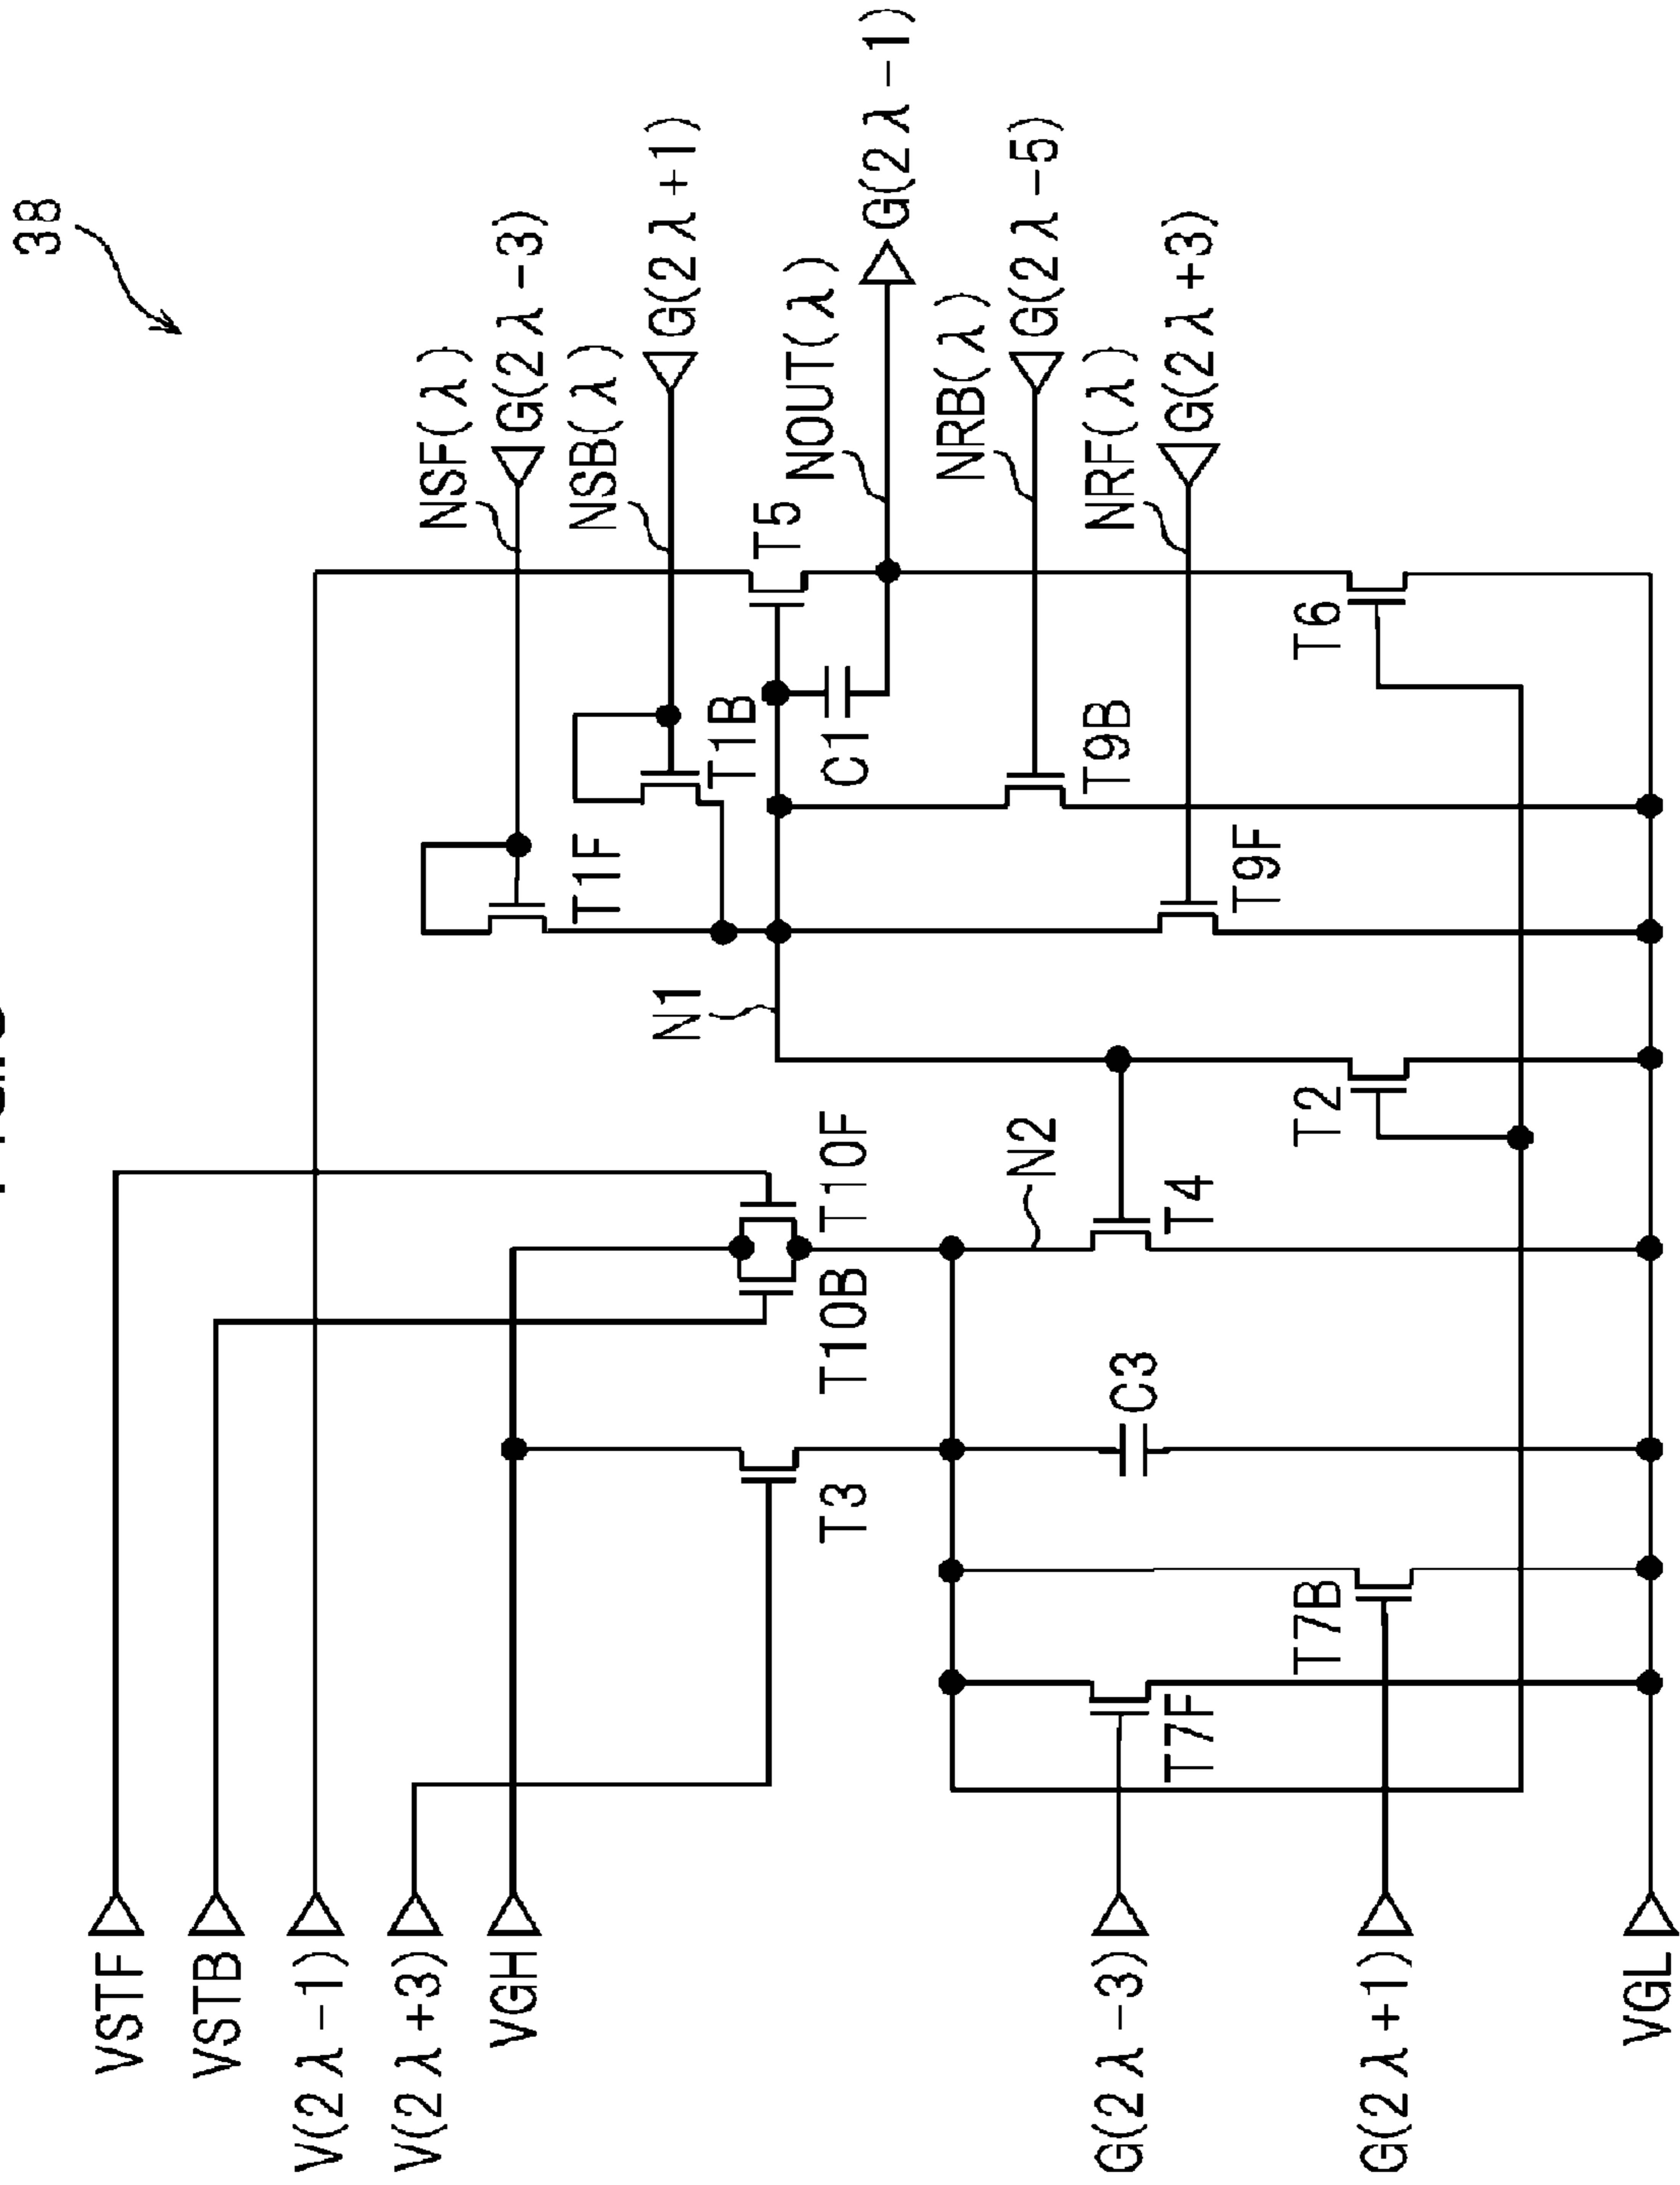 38
VSTF
VSTB
V(2λ-1)
V(2λ+3)
VGH
G(2λ-3)
G(2λ+1)
VGL
NSF(λ)
G(2λ-3)
NSB(λ)
G(2λ+1)
NOUT(λ)
G(2λ-1)
NRB(λ)
G(2λ-5)
NRF(λ)
G(2λ+3)
T1F
T1B
T5
C1
T9B
T9F
T6
N1
T10F
T10B
N2
T2
T4
T3
C3
T7B
T7F